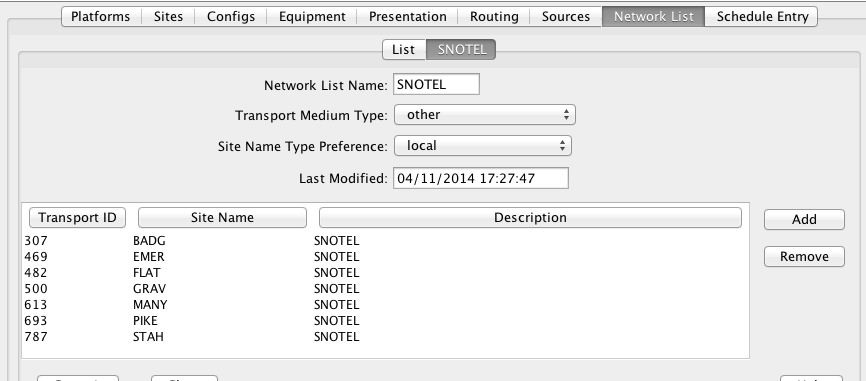 Platforms Sites Configs Equipment Presentation Routing Sources Network List Schedule Entry
List SNOTEL
Network List Name: SNOTEL
Transport Medium Type: other
Site Name Type Preference: local
Last Modified: 04/11/2014 17:27:47
Transport ID Site Name Description
307 BADG SNOTEL
469 EMER SNOTEL
482 FLAT SNOTEL
500 GRAV SNOTEL
613 MANY SNOTEL
693 PIKE SNOTEL
787 STAH SNOTEL
Add
Remove